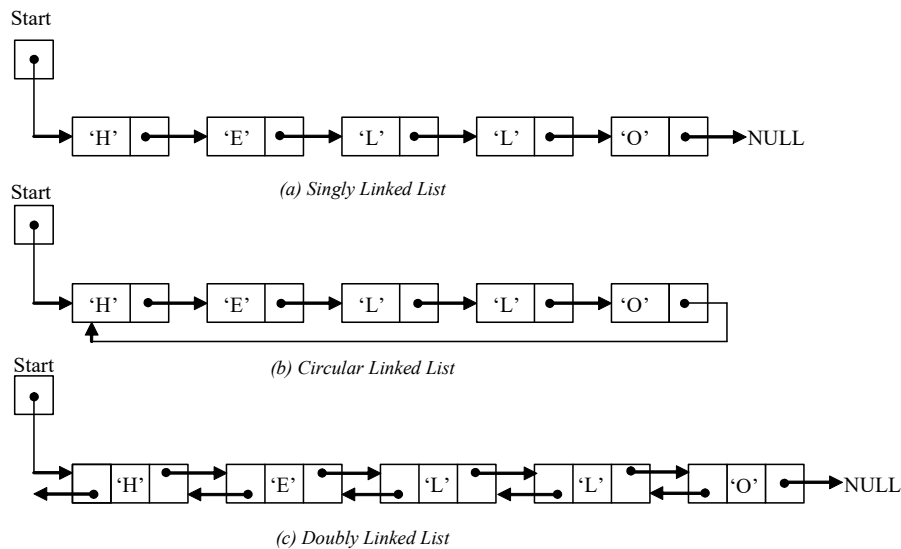 Start
‘H’ ‘E’ ‘L’ ‘L’ ‘O’ NULL
(a) Singly Linked List
Start
‘H’ ‘E’ ‘L’ ‘L’ ‘O’
(b) Circular Linked List
Start
‘H’ ‘E’ ‘L’ ‘L’ ‘O’ NULL
(c) Doubly Linked List